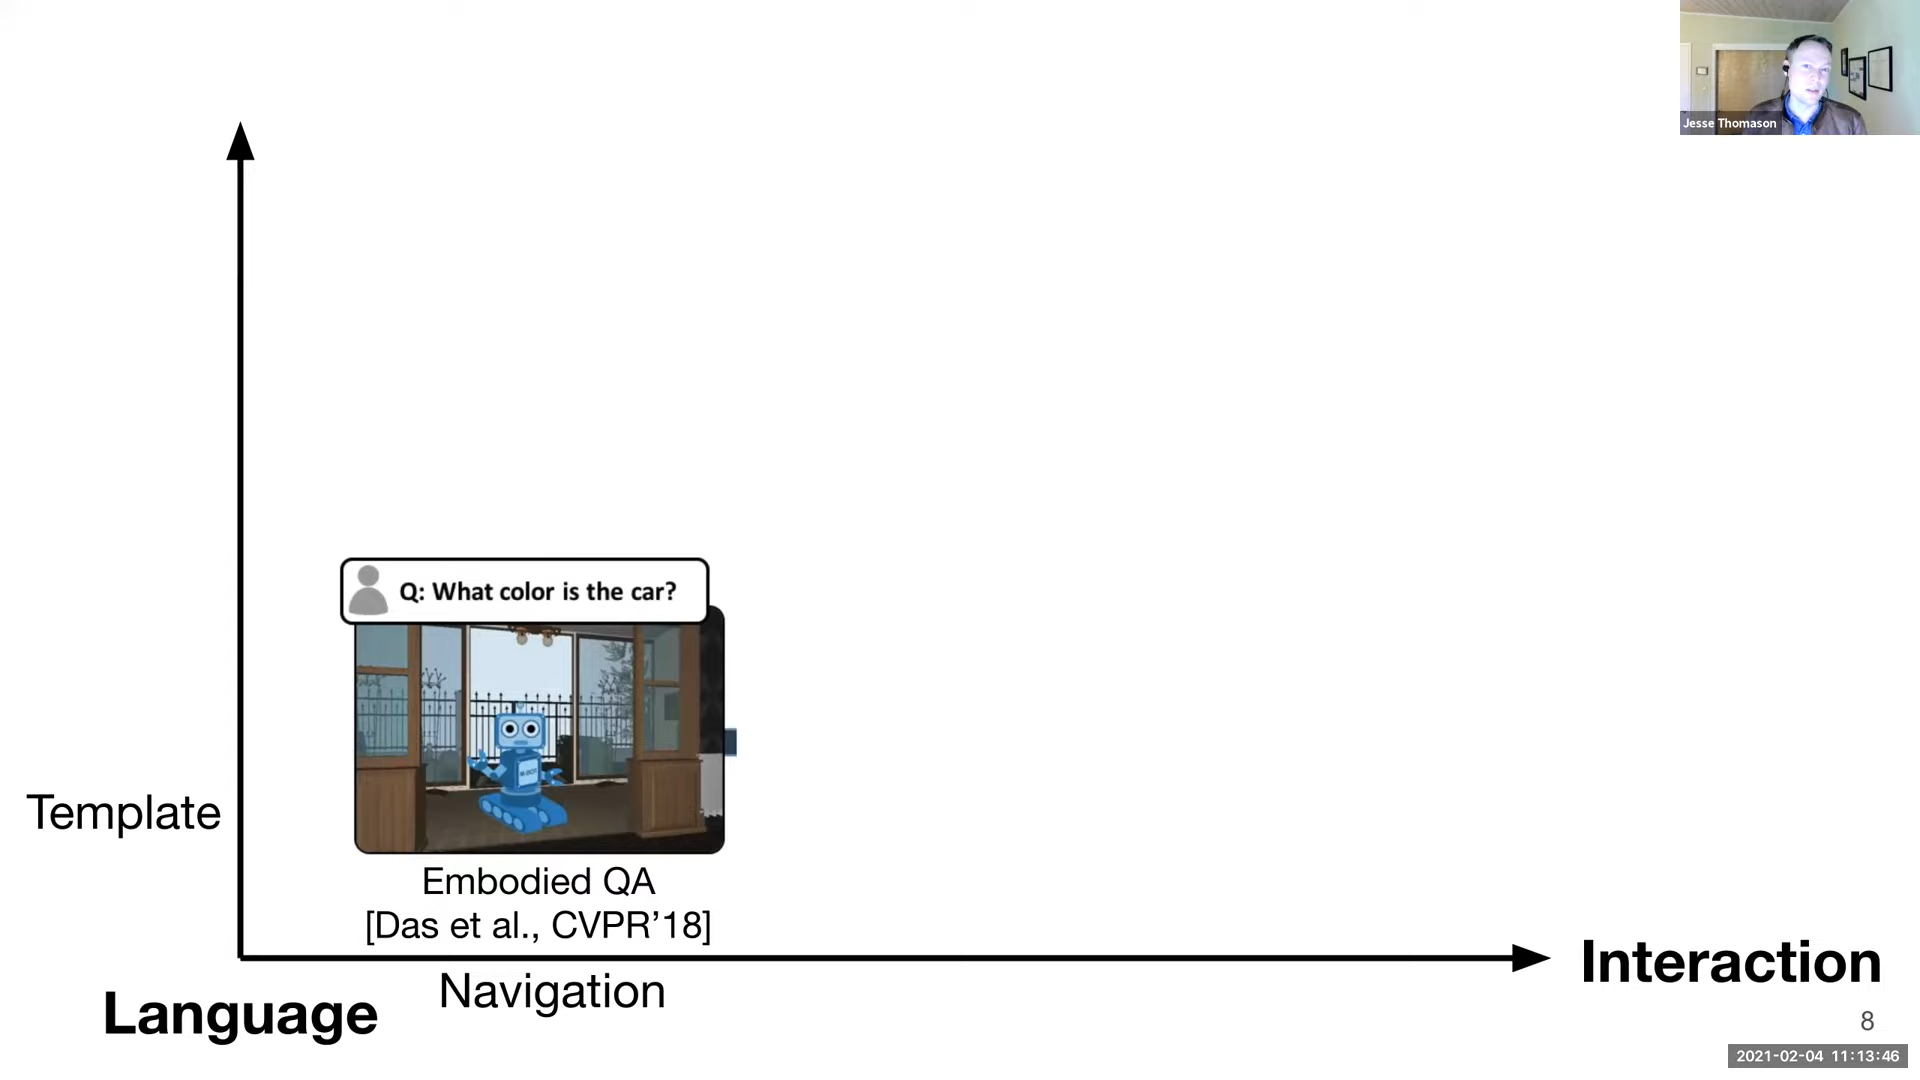 Jesse Thomason
Q: What color is the car?
Template
Embodied QA
[Das et al., CVPR’18]
Interaction
Navigation
Language
8
2021-02-04 11:13:46